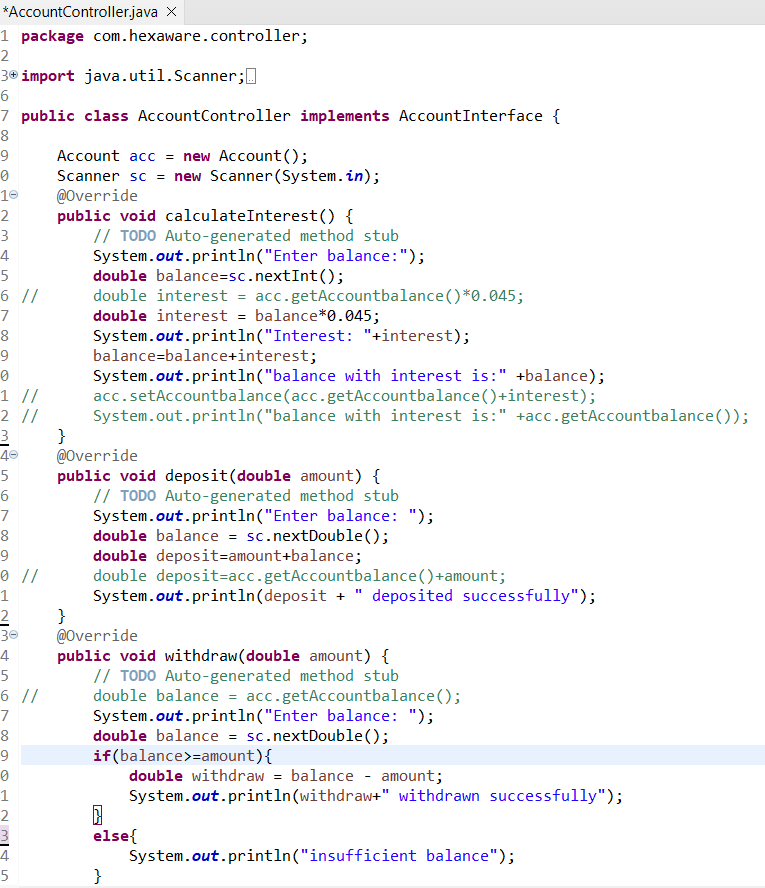 *AccountController.java ×
1 package com.hexaware.controller;
2
3 import java.util.Scanner;
6
7 public class AccountController implements AccountInterface {
8
9 Account acc = new Account();
0 Scanner sc = new Scanner(System.in);
1 @Override
2 public void calculateInterest() {
3 // TODO Auto-generated method stub
4 System.out.println("Enter balance:");
5 double balance=sc.nextInt();
6 // double interest = acc.getAccountbalance()*0.045;
7 double interest = balance*0.045;
8 System.out.println("Interest: "+interest);
9 balance=balance+interest;
0 System.out.println("balance with interest is:" +balance);
1 // acc.setAccountbalance(acc.getAccountbalance()+interest);
2 // System.out.println("balance with interest is:" +acc.getAccountbalance());
3 }
4 @Override
5 public void deposit(double amount) {
6 // TODO Auto-generated method stub
7 System.out.println("Enter balance: ");
8 double balance = sc.nextDouble();
9 double deposit=amount+balance;
0 // double deposit=acc.getAccountbalance()+amount;
1 System.out.println(deposit + " deposited successfully");
2 }
3 @Override
4 public void withdraw(double amount) {
5 // TODO Auto-generated method stub
6 // double balance = acc.getAccountbalance();
7 System.out.println("Enter balance: ");
8 double balance = sc.nextDouble();
9 if(balance>=amount){
0 double withdraw = balance - amount;
1 System.out.println(withdraw+" withdrawn successfully");
2 }
3 else{
4 System.out.println("insufficient balance");
5 }